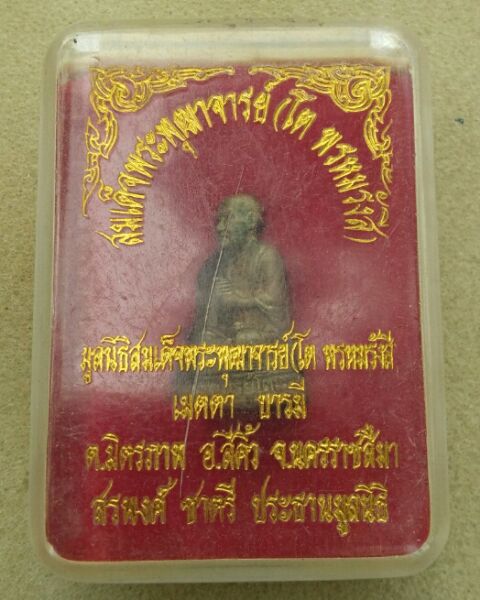 สมเด็จพระพุฒาจารย์ (โต พรหมรังสี)
มูลนิธิสมเด็จพระพุฒาจารย์ (โต พรหมรังสี
เมตตา บารมี
ต.มิตรภาพ อ.สีคิ้ว จ.นครราชสีมา
สรพงศ์ ชาตรี ประธานมูลนิธิ